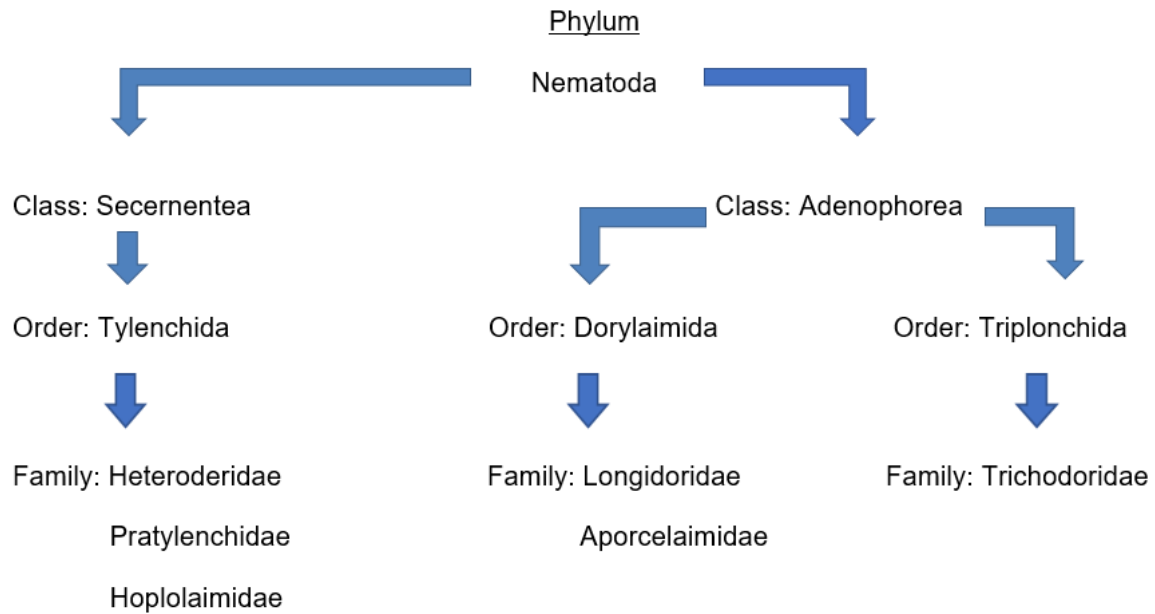 Phylum
Nematoda
Class: Secernentea
Class: Adenophorea
Order: Tylenchida
Order: Dorylaimida
Order: Triplonchida
Family: Heteroderidae
Family: Longidoridae
Family: Trichodoridae
Pratylenchidae
Aporcelaimidae
Hoplolaimidae